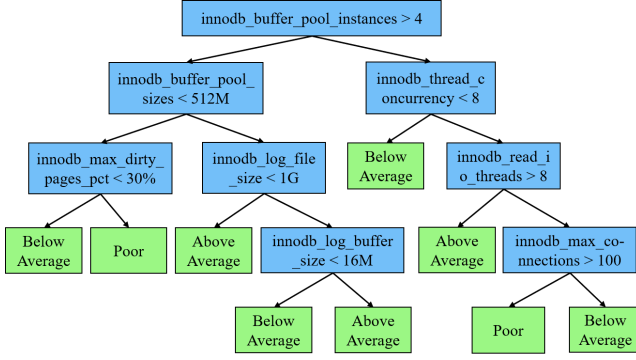 innodb_buffer_pool_instances > 4
innodb_buffer_pool_
sizes < 512M
innodb_thread_c
oncurrency < 8
innodb_max_dirty_
pages_pct < 30%
innodb_log_file
_size < 1G
Below
Average
innodb_read_i
o_threads > 8
Below
Average
Poor
Above
Average
innodb_log_buffer
_size < 16M
Above
Average
innodb_max_co-
nnections > 100
Below
Average
Above
Average
Poor
Below
Average